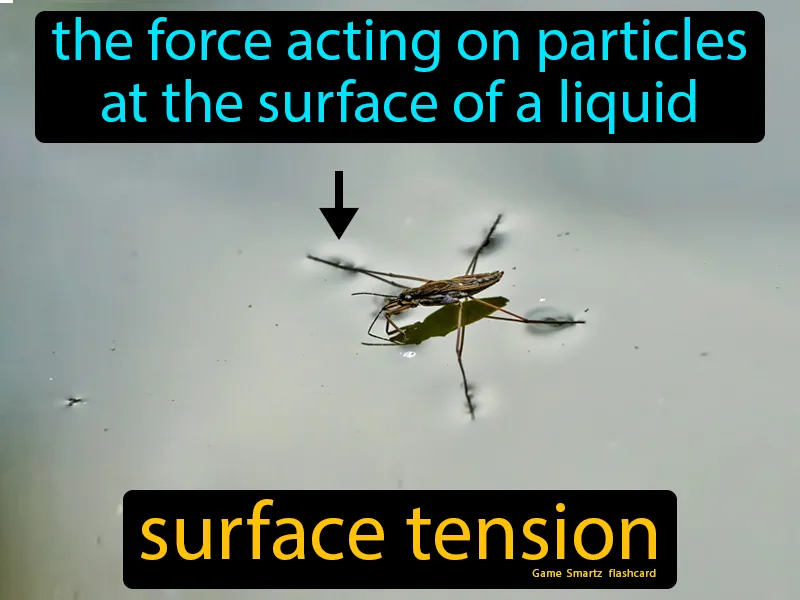 the force acting on particles
at the surface of a liquid
surface tension
Game Smartz flashcard